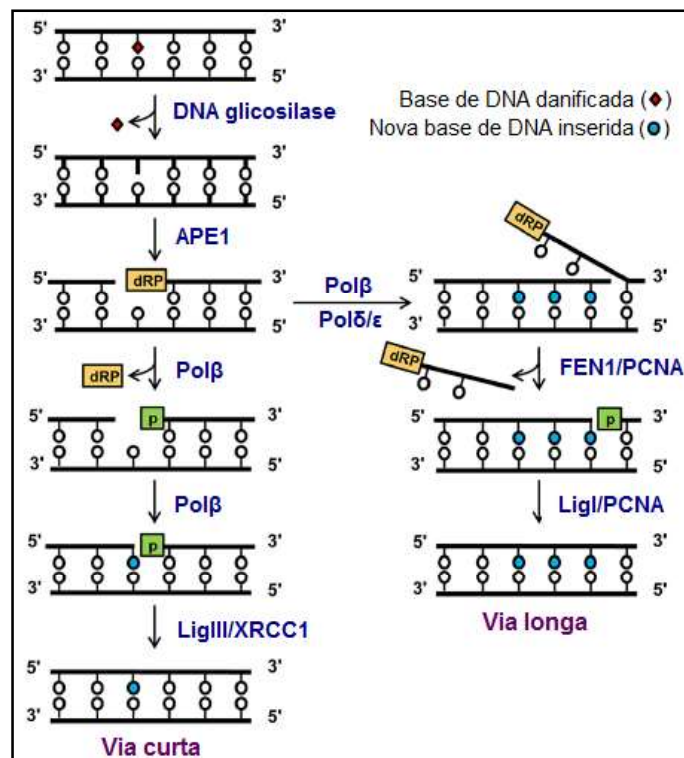 5' 3'
3' 5'
Base de DNA danificada ( )
Nova base de DNA inserida ( )
DNA glicosilase
5' 3'
3' 5'
APE1
5' dRP 3'
3' 5'
Polβ
Polδ/ε
dRP
5' 3'
3' 5'
dRP
Polβ
dRP
FEN1/PCNA
5' p 3'
3' 5'
5' p 3'
3' 5'
Polβ
LigI/PCNA
5' p 3'
3' 5'
5' 3'
3' 5'
LigIII/XRCC1
Via longa
5' 3'
3' 5'
Via curta